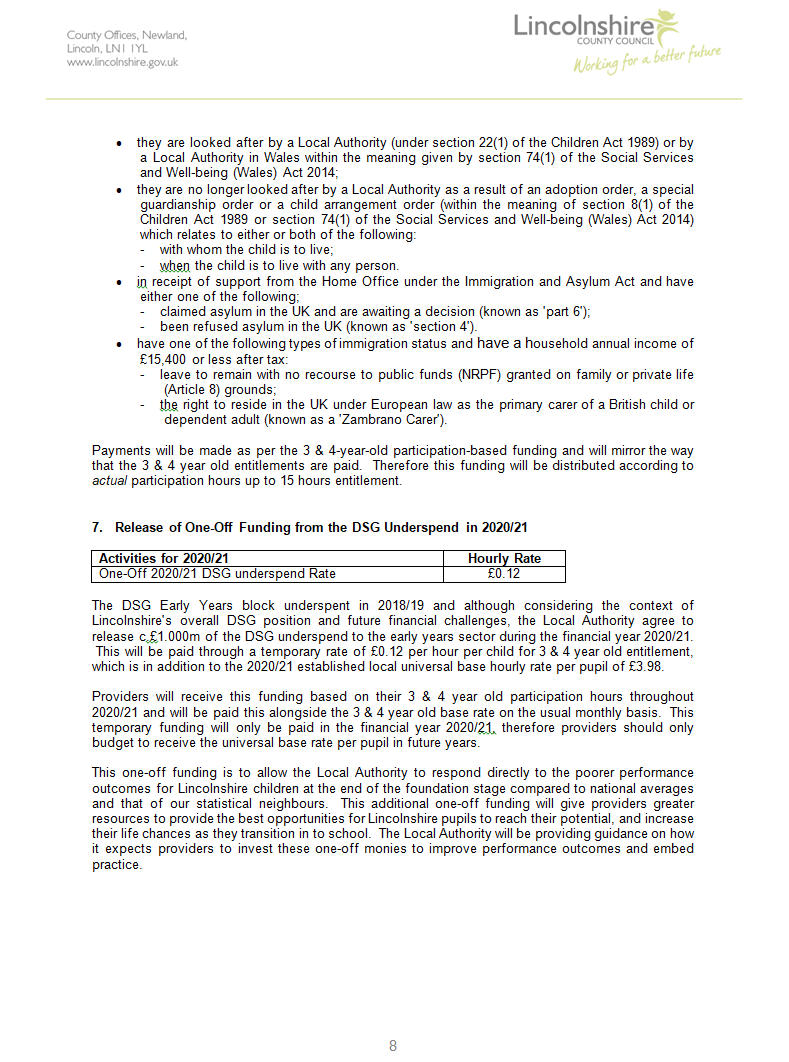 County Offices, Newland,
Lincoln, LN1 1YL
www.lincolnshire.gov.uk
Lincolnshire
COUNTY COUNCIL
Working for a better future
• they are looked after by a Local Authority (under section 22(1) of the Children Act 1989) or by
a Local Authority in Wales within the meaning given by section 74(1) of the Social Services
and Well-being (Wales) Act 2014;
• they are no longer looked after by a Local Authority as a result of an adoption order, a special
guardianship order or a child arrangement order (within the meaning of section 8(1) of the
Children Act 1989 or section 74(1) of the Social Services and Well-being (Wales) Act 2014)
which relates to either or both of the following:
- with whom the child is to live;
- when the child is to live with any person.
• in receipt of support from the Home Office under the Immigration and Asylum Act and have
either one of the following;
- claimed asylum in the UK and are awaiting a decision (known as 'part 6');
- been refused asylum in the UK (known as 'section 4').
• have one of the following types of immigration status and have a household annual income of
£15,400 or less after tax:
- leave to remain with no recourse to public funds (NRPF) granted on family or private life
(Article 8) grounds;
- the right to reside in the UK under European law as the primary carer of a British child or
dependent adult (known as a 'Zambrano Carer').
Payments will be made as per the 3 & 4-year-old participation-based funding and will mirror the way
that the 3 & 4 year old entitlements are paid. Therefore this funding will be distributed according to
actual participation hours up to 15 hours entitlement.
7. Release of One-Off Funding from the DSG Underspend in 2020/21
Activities for 2020/21 Hourly Rate
One-Off 2020/21 DSG underspend Rate £0.12
The DSG Early Years block underspent in 2018/19 and although considering the context of
Lincolnshire's overall DSG position and future financial challenges, the Local Authority agree to
release c.£1.000m of the DSG underspend to the early years sector during the financial year 2020/21.
This will be paid through a temporary rate of £0.12 per hour per child for 3 & 4 year old entitlement,
which is in addition to the 2020/21 established local universal base hourly rate per pupil of £3.98.
Providers will receive this funding based on their 3 & 4 year old participation hours throughout
2020/21 and will be paid this alongside the 3 & 4 year old base rate on the usual monthly basis. This
temporary funding will only be paid in the financial year 2020/21, therefore providers should only
budget to receive the universal base rate per pupil in future years.
This one-off funding is to allow the Local Authority to respond directly to the poorer performance
outcomes for Lincolnshire children at the end of the foundation stage compared to national averages
and that of our statistical neighbours. This additional one-off funding will give providers greater
resources to provide the best opportunities for Lincolnshire pupils to reach their potential, and increase
their life chances as they transition in to school. The Local Authority will be providing guidance on how
it expects providers to invest these one-off monies to improve performance outcomes and embed
practice.
8